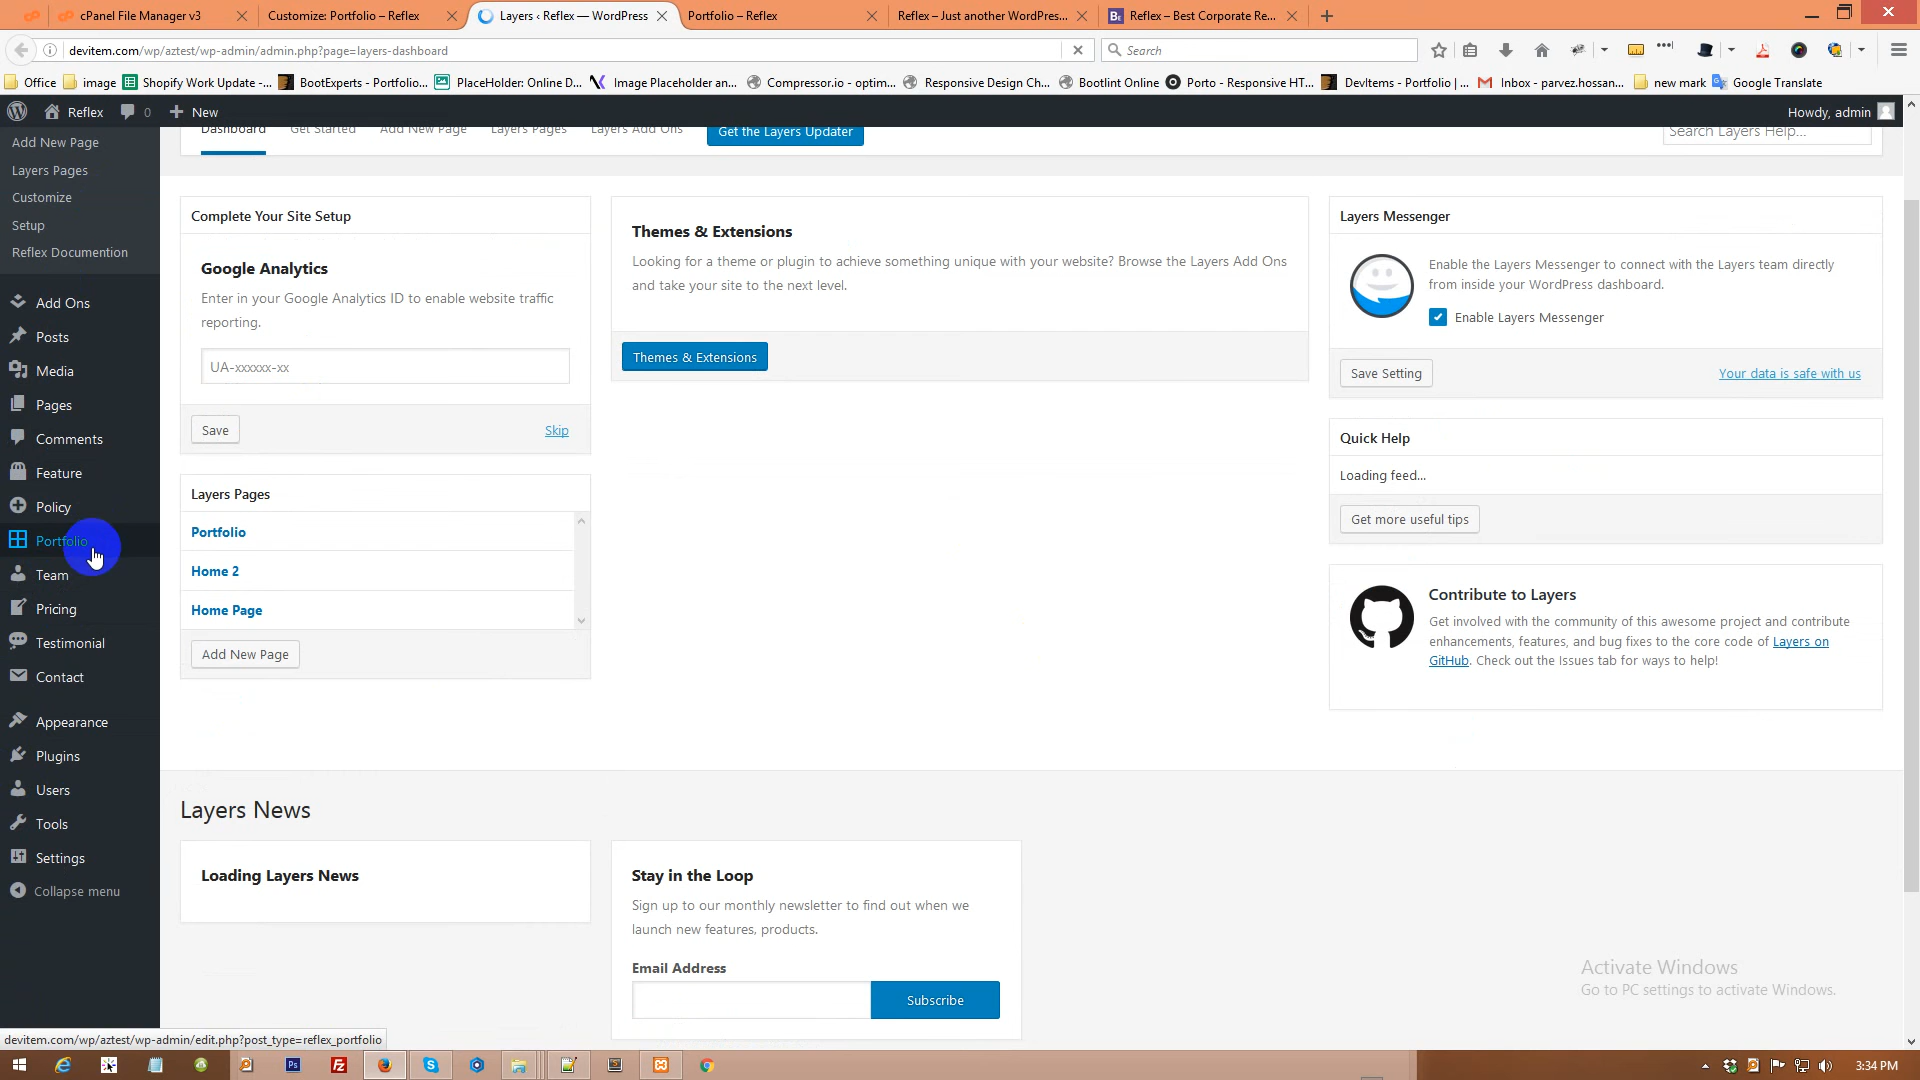 cPanel File Manager v3
Customize: Portfolio – Reflex
Layers ‹ Reflex — WordPress
Portfolio – Reflex
Reflex – Just another WordPress...
Reflex – Best Corporate Re...
devitem.com/wp/aztest/wp-admin/admin.php?page=layers-dashboard
Search
Office
image
Shopify Work Update -...
BootExperts - Portfolio...
PlaceHolder: Online D...
Image Placeholder an...
Compressor.io - optim...
Responsive Design Ch...
Bootlint Online
Porto - Responsive HT...
DevItems - Portfolio | ...
Inbox - parvez.hossan...
new mark
Google Translate
Reflex
0
New
Howdy, admin
Dashboard
Get Started
Add New Page
Layers Pages
Layers Add Ons
Get the Layers Updater
Search Layers Help...
Add New Page
Layers Pages
Customize
Setup
Reflex Documention
Add Ons
Posts
Media
Pages
Comments
Feature
Policy
Portfolio
Team
Pricing
Testimonial
Contact
Appearance
Plugins
Users
Tools
Settings
Collapse menu
Complete Your Site Setup
Google Analytics
Enter in your Google Analytics ID to enable website traffic
reporting.
UA-xxxxxx-xx
Save
Skip
Layers Pages
Portfolio
Home 2
Home Page
Add New Page
Themes & Extensions
Looking for a theme or plugin to achieve something unique with your website? Browse the Layers Add Ons
and take your site to the next level.
Themes & Extensions
Layers Messenger
Enable the Layers Messenger to connect with the Layers team directly
from inside your WordPress dashboard.
Enable Layers Messenger
Save Setting
Your data is safe with us
Quick Help
Loading feed...
Get more useful tips
Contribute to Layers
Get involved with the community of this awesome project and contribute
enhancements, features, and bug fixes to the core code of Layers on
GitHub. Check out the Issues tab for ways to help!
Layers News
Loading Layers News
Stay in the Loop
Sign up to our monthly newsletter to find out when we
launch new features, products.
Email Address
Subscribe
Activate Windows
Go to PC settings to activate Windows.
devitem.com/wp/aztest/wp-admin/edit.php?post_type=reflex_portfolio
3:34 PM